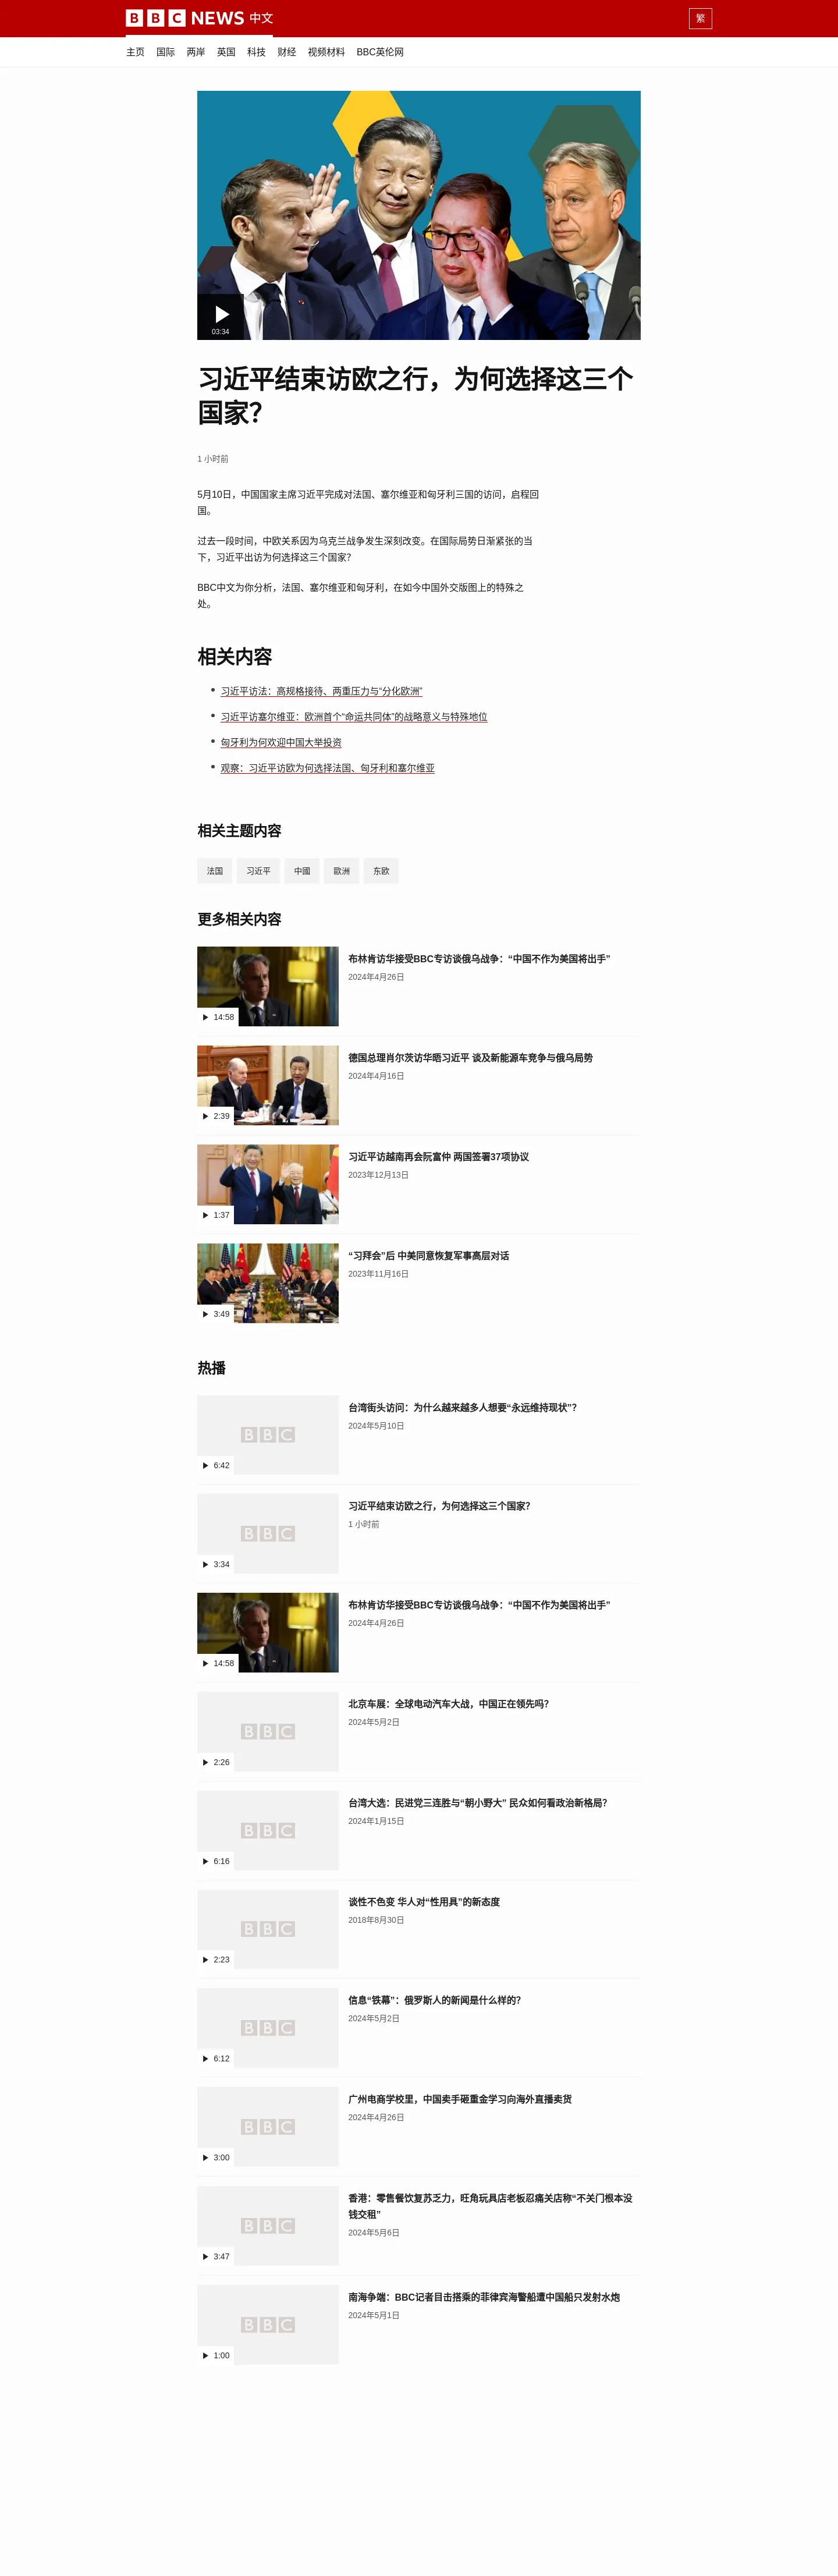 BBC NEWS 中文
繁
主页 国际 两岸 英国 科技 财经 视频材料 BBC英伦网
03:34
习近平结束访欧之行，为何选择这三个
国家？
1 小时前
5月10日，中国国家主席习近平完成对法国、塞尔维亚和匈牙利三国的访问，启程回
国。
过去一段时间，中欧关系因为乌克兰战争发生深刻改变。在国际局势日渐紧张的当
下，习近平出访为何选择这三个国家？
BBC中文为你分析，法国、塞尔维亚和匈牙利，在如今中国外交版图上的特殊之
处。
相关内容
习近平访法：高规格接待、两重压力与“分化欧洲”
习近平访塞尔维亚：欧洲首个“命运共同体”的战略意义与特殊地位
匈牙利为何欢迎中国大举投资
观察：习近平访欧为何选择法国、匈牙利和塞尔维亚
相关主题内容
法国 习近平 中國 歐洲 东欧
更多相关内容
布林肯访华接受BBC专访谈俄乌战争：“中国不作为美国将出手”
2024年4月26日
14:58
德国总理肖尔茨访华晤习近平 谈及新能源车竞争与俄乌局势
2024年4月16日
2:39
习近平访越南再会阮富仲 两国签署37项协议
2023年12月13日
1:37
“习拜会”后 中美同意恢复军事高层对话
2023年11月16日
3:49
热播
台湾街头访问：为什么越来越多人想要“永远维持现状”？
2024年5月10日
BBC
6:42
习近平结束访欧之行，为何选择这三个国家？
1 小时前
BBC
3:34
布林肯访华接受BBC专访谈俄乌战争：“中国不作为美国将出手”
2024年4月26日
14:58
北京车展：全球电动汽车大战，中国正在领先吗？
2024年5月2日
BBC
2:26
台湾大选：民进党三连胜与“朝小野大” 民众如何看政治新格局？
2024年1月15日
BBC
6:16
谈性不色变 华人对“性用具”的新态度
2018年8月30日
BBC
2:23
信息“铁幕”：俄罗斯人的新闻是什么样的？
2024年5月2日
BBC
6:12
广州电商学校里，中国卖手砸重金学习向海外直播卖货
2024年4月26日
BBC
3:00
香港：零售餐饮复苏乏力，旺角玩具店老板忍痛关店称“不关门根本没
钱交租”
2024年5月6日
BBC
3:47
南海争端：BBC记者目击搭乘的菲律宾海警船遭中国船只发射水炮
2024年5月1日
BBC
1:00